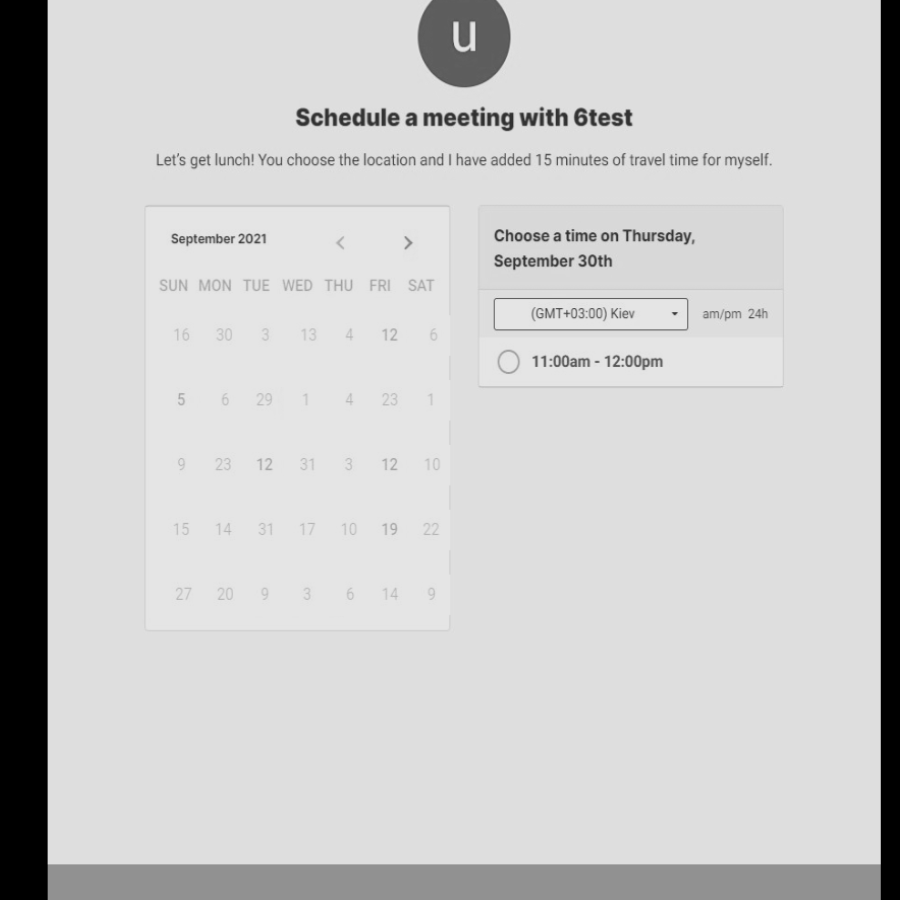 u
Schedule a meeting with 6test
Let's get lunch! You choose the location and I have added 15 minutes of travel time for myself.
September 2021
SUN MON TUE WED THU FRI SAT
16 30 3 13 4 12 6
5 6 29 1 4 23 1
9 23 12 31 3 12 10
15 14 31 17 10 19 22
27 20 9 3 6 14 9
Choose a time on Thursday,
September 30th
(GMT+03:00) Kiev am/pm 24h
11:00am - 12:00pm